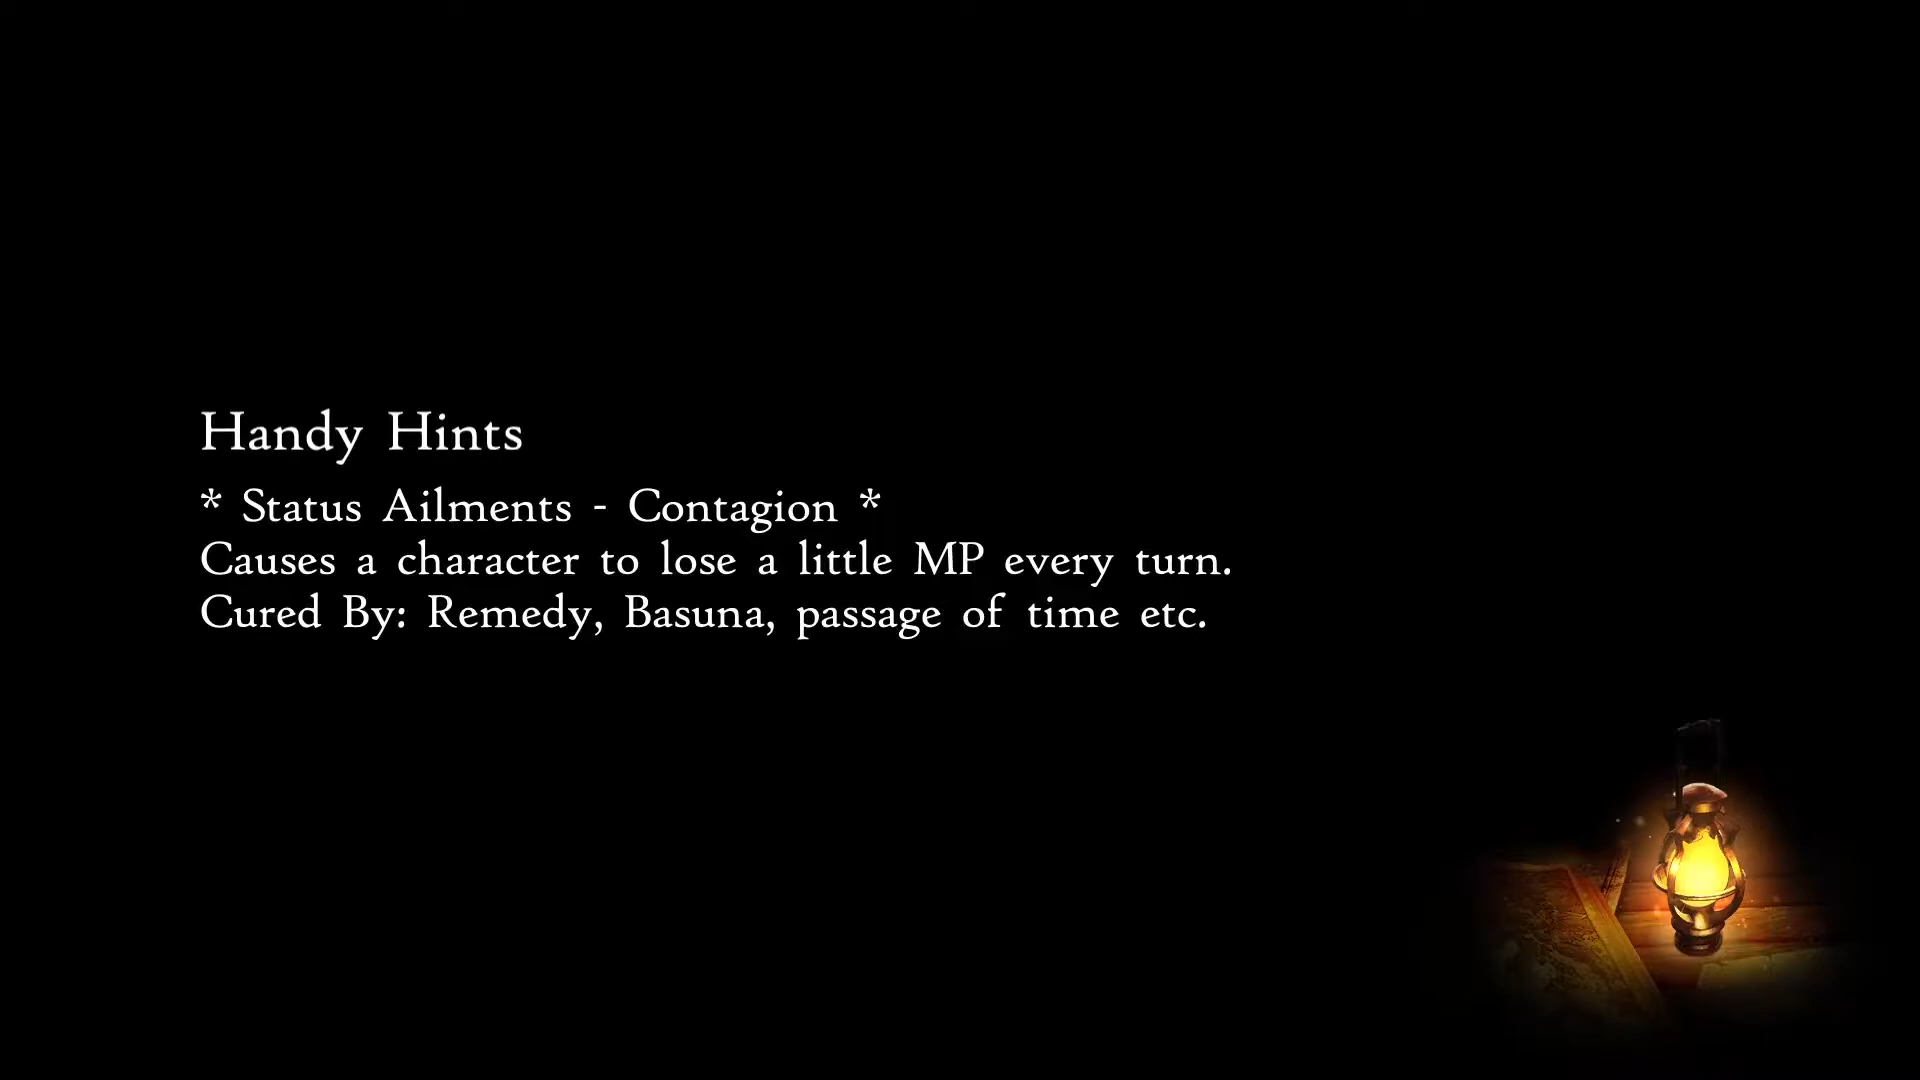 Handy Hints
* Status Ailments - Contagion *
Causes a character to lose a little MP every turn.
Cured By: Remedy, Basuna, passage of time etc.